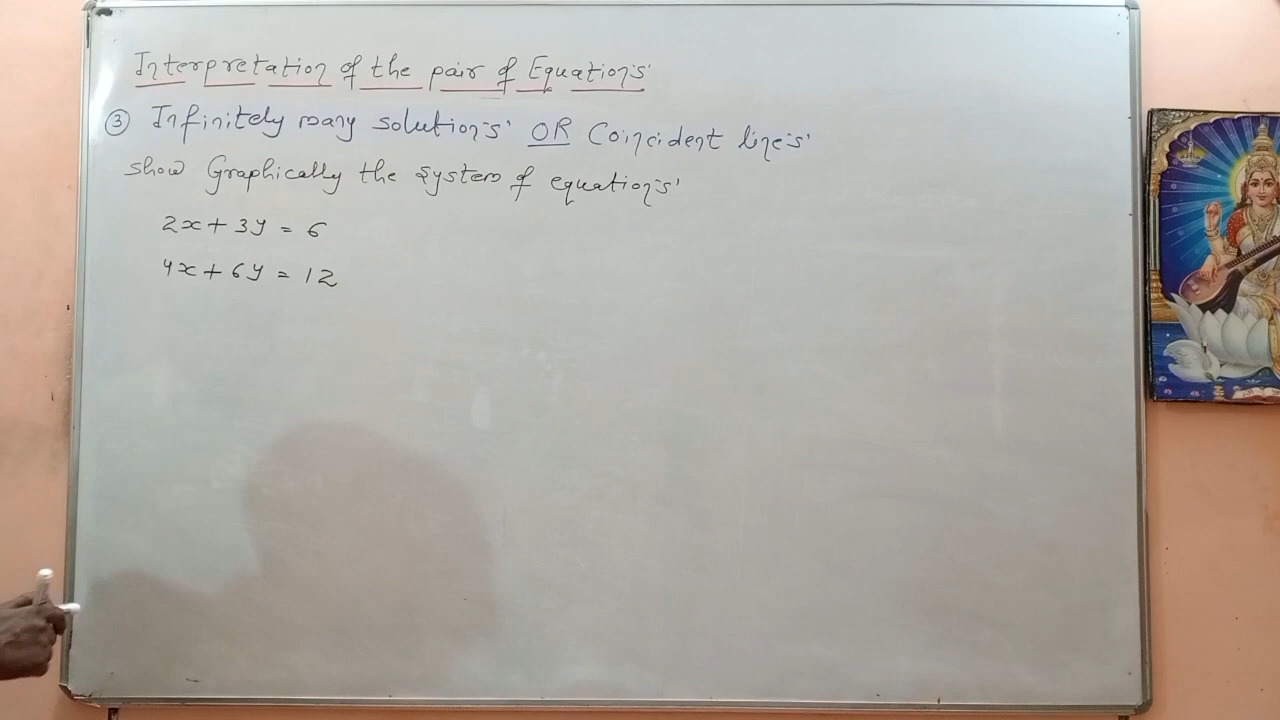 Interpretation of the pair of Equations'
③ Infinitely many solutions' OR Coincident lines'
show Graphically the system of equations'
2x + 3y = 6
4x + 6y = 12